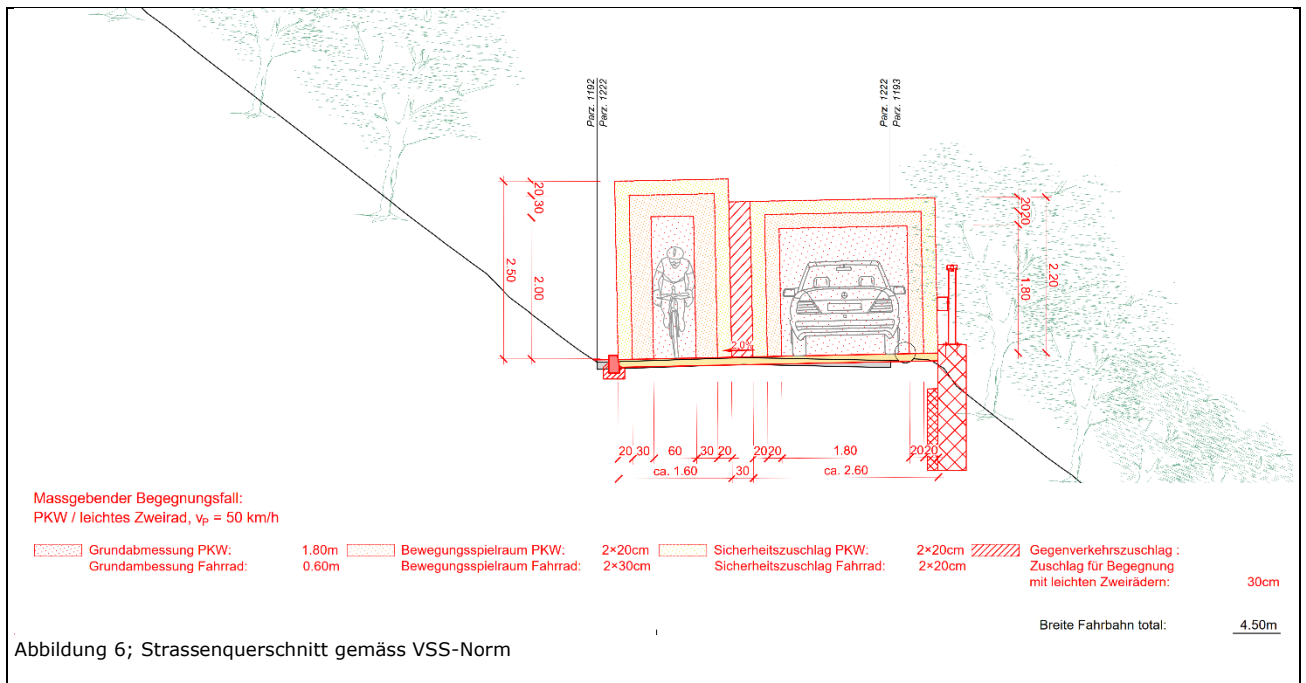 Parz. 1192
Parz. 1222
Parz. 1222
Parz. 1193
20
30
2.50
2.00
20
20
1.80
2.20
2.0%
20 30 60 30 20 20 20 1.80 20 20
ca. 1.60 30 ca. 2.60
Massgebender Begegnungsfall:
PKW / leichtes Zweirad, vP = 50 km/h
Grundabmessung PKW: 1.80m Bewegungsspielraum PKW: 2×20cm Sicherheitszuschlag PKW: 2×20cm Gegenverkehrszuschlag :
Grundambessung Fahrrad: 0.60m Bewegungsspielraum Fahrrad: 2×30cm Sicherheitszuschlag Fahrrad: 2×20cm Zuschlag für Begegnung
mit leichten Zweirädern: 30cm
Breite Fahrbahn total: 4.50m
Abbildung 6; Strassenquerschnitt gemäss VSS-Norm